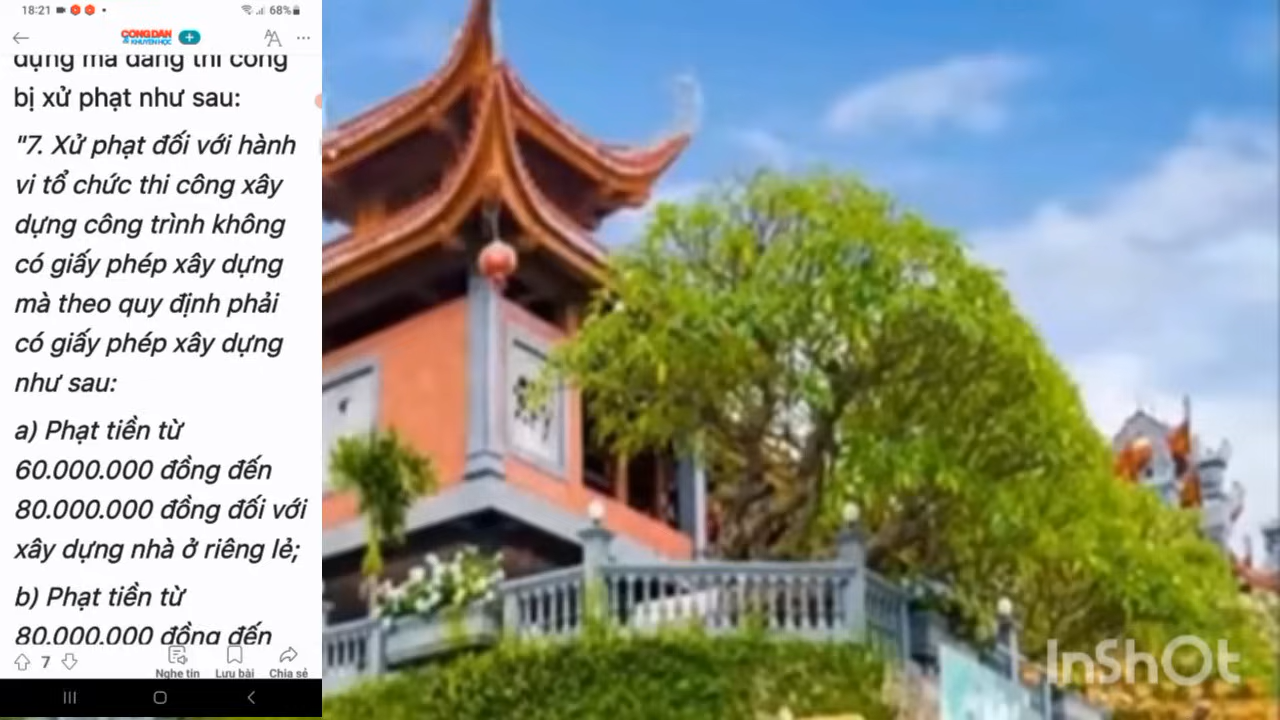 18:21
68%
CÔNG DÂN
& KHUYẾN HỌC
dựng mà đang thi công
bị xử phạt như sau:
"7. Xử phạt đối với hành
vi tổ chức thi công xây
dựng công trình không
có giấy phép xây dựng
mà theo quy định phải
có giấy phép xây dựng
như sau:
a) Phạt tiền từ
60.000.000 đồng đến
80.000.000 đồng đối với
xây dựng nhà ở riêng lẻ;
b) Phạt tiền từ
80.000.000 đồng đến
7
Nghe tin
Lưu bài
Chia sẻ
InShOt